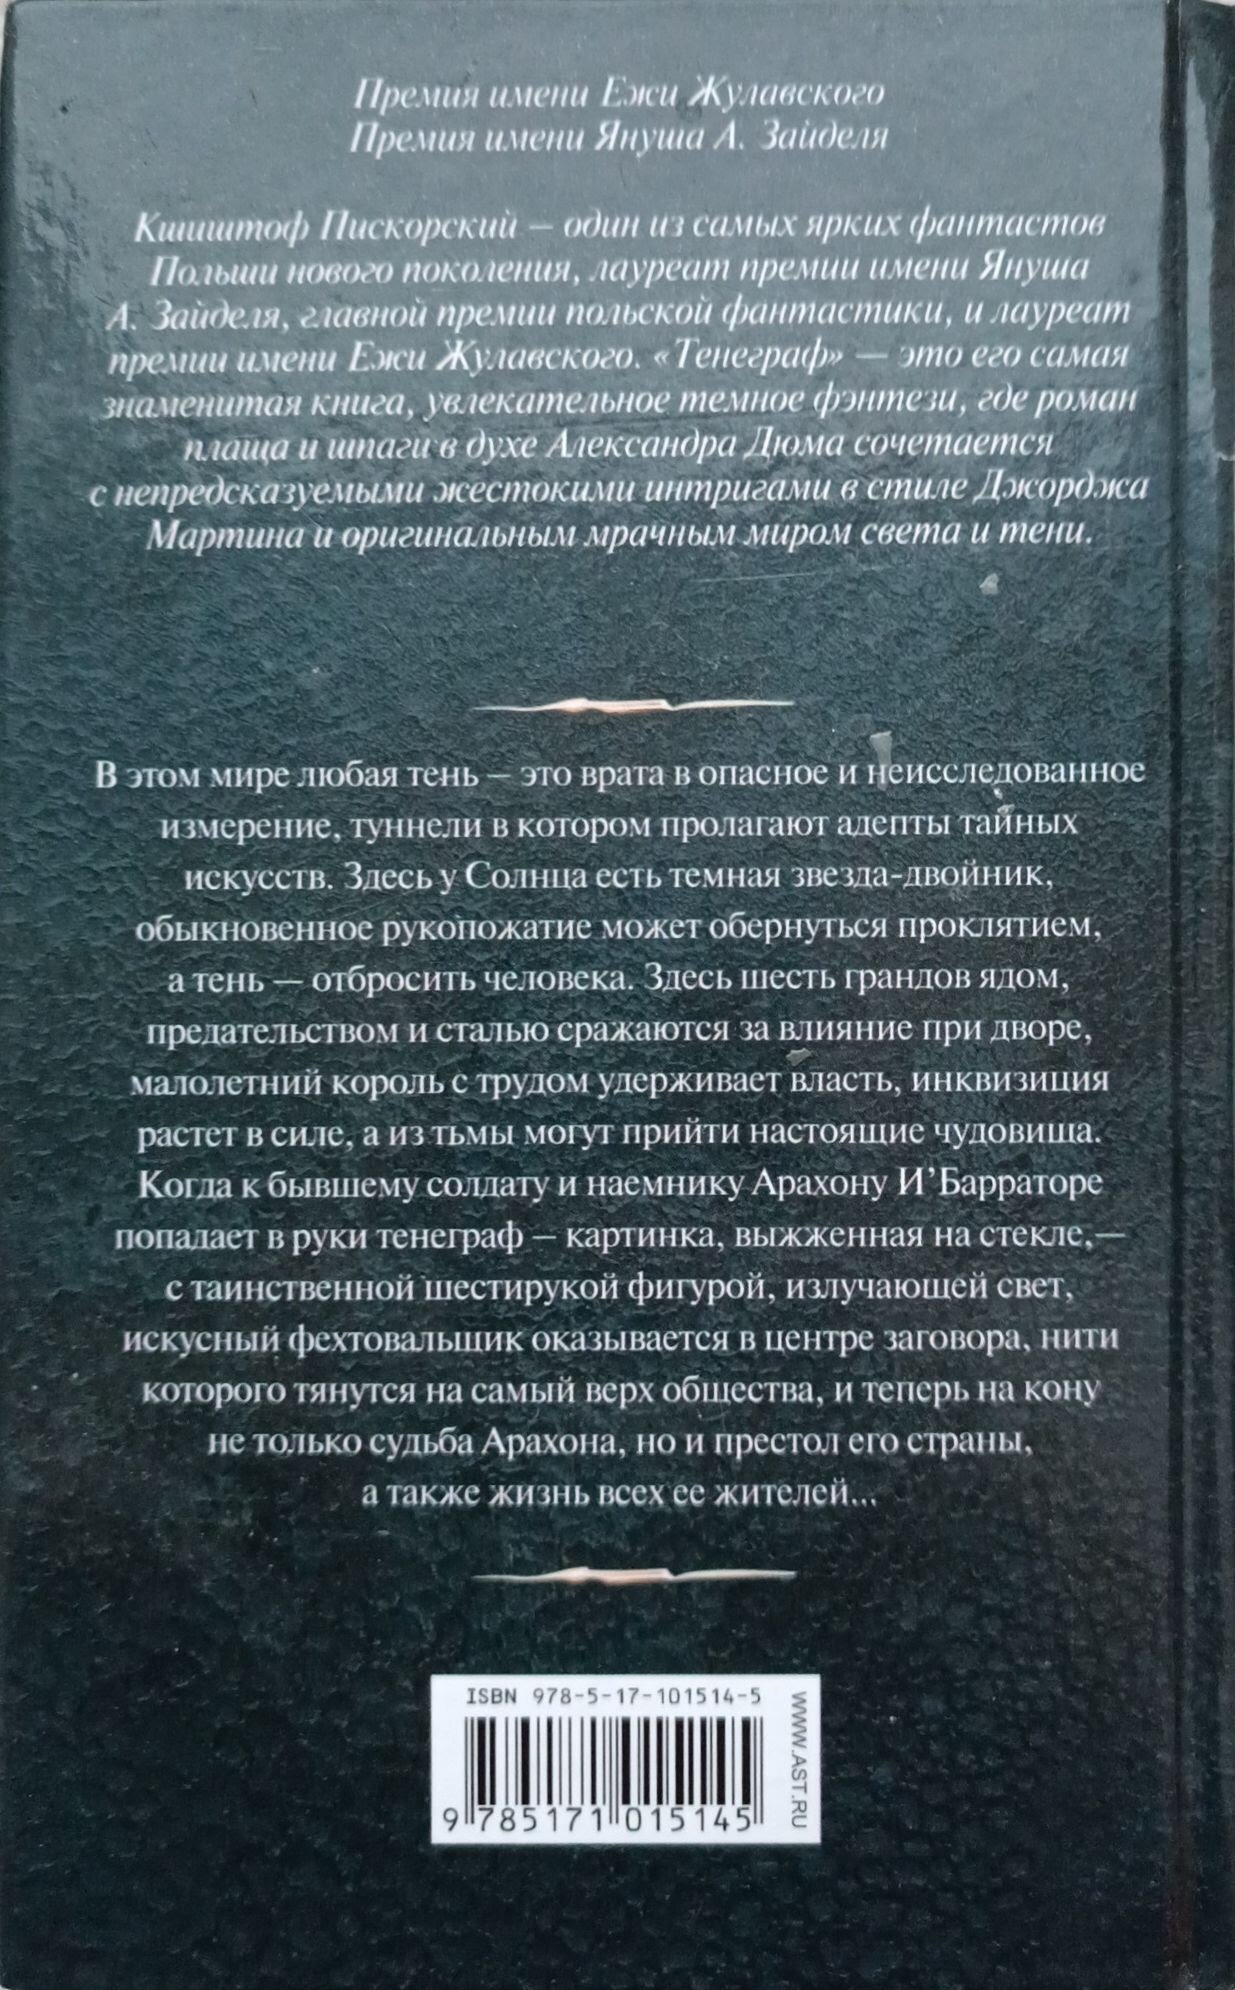 Премия имени Ежи Жулавского
Премия имени Януша А. Зайделя
Кшиштоф Пискорский – один из самых ярких фантастов
Польши нового поколения, лауреат премии имени Януша
А. Зайделя, главной премии польской фантастики, и лауреат
премии имени Ежи Жулавского. «Тенеграф» — это его самая
знаменитая книга, увлекательное темное фэнтези, где роман
плаща и шпаги в духе Александра Дюма сочетается
с непредсказуемыми жестокими интригами в стиле Джорджа
Мартина и оригинальным мрачным миром света и тени.
В этом мире любая тень – это врата в опасное и неисследованное
измерение, туннели в котором пролагают адепты тайных
искусств. Здесь у Солнца есть темная звезда-двойник,
обыкновенное рукопожатие может обернуться проклятием,
а тень — отбросить человека. Здесь шесть грандов ядом,
предательством и сталью сражаются за влияние при дворе,
малолетний король с трудом удерживает власть, инквизиция
растет в силе, а из тьмы могут прийти настоящие чудовища.
Когда к бывшему солдату и наемнику Арахону И’Барраторе
попадает в руки тенеграф – картинка, выжженная на стекле,—
с таинственной шестирукой фигурой, излучающей свет,
искусный фехтовальщик оказывается в центре заговора, нити
которого тянутся на самый верх общества, и теперь на кону
не только судьба Арахона, но и престол его страны,
а также жизнь всех ее жителей...
ISBN 978-5-17-101514-5
9 785171 015145
WWW.AST.RU